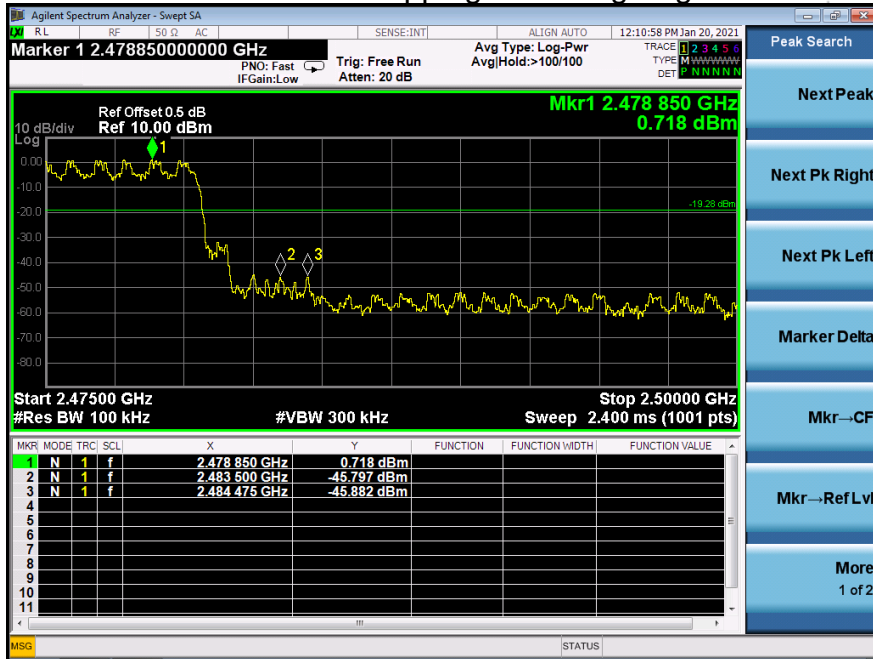 Agilent Spectrum Analyzer - Swept SA
LXI RL RF 50 Ω AC SENSE:INT ALIGN AUTO 12:10:58 PM Jan 20, 2021
Marker 1 2.478850000000 GHz
PNO: Fast
IFGain:Low
Trig: Free Run
Atten: 20 dB
Avg Type: Log-Pwr
Avg|Hold:>100/100
TRACE 1 2 3 4 5 6
TYPE M WWWWW
DET P N N N N N
Ref Offset 0.5 dB
10 dB/div Ref 10.00 dBm
Log
Mkr1 2.478 850 GHz
0.718 dBm
1
0.00
-10.0
-20.0
-19.28 dBm
-30.0
2 3
-40.0
-50.0
-60.0
-70.0
-80.0
Start 2.47500 GHz Stop 2.50000 GHz
#Res BW 100 kHz #VBW 300 kHz Sweep 2.400 ms (1001 pts)
MKR MODE TRC SCL X Y FUNCTION FUNCTION WIDTH FUNCTION VALUE
1 N 1 f 2.478 850 GHz 0.718 dBm
2 N 1 f 2.483 500 GHz -45.797 dBm
3 N 1 f 2.484 475 GHz -45.882 dBm
4
5
6
7
8
9
10
11
MSG STATUS
Peak Search
Next Peak
Next Pk Right
Next Pk Left
Marker Delta
Mkr→CF
Mkr→Ref Lvl
More
1 of 2